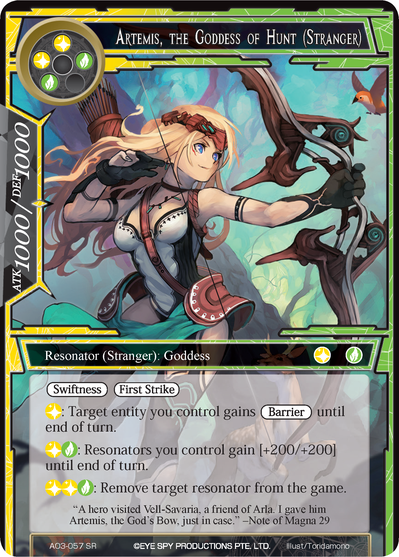 Artemis, the Goddess of Hunt (Stranger)
ATK 1000 / DEF 1000
Resonator (Stranger): Goddess
Swiftness First Strike
: Target entity you control gains Barrier until
end of turn.
: Resonators you control gain [+200/+200]
until end of turn.
: Remove target resonator from the game.
"A hero visited Vell-Savaria, a friend of Arla. I gave him
Artemis, the God's Bow, just in case." –Note of Magna 29
A03-057 SR ©EYE SPY PRODUCTIONS PTE. LTD. Illust/Toridamono